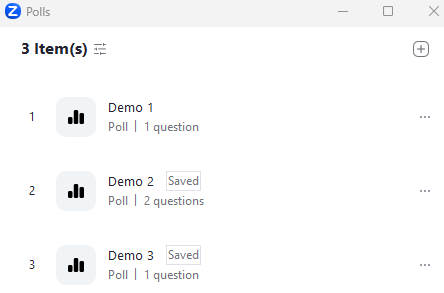 Polls
3 Item(s)
1
Demo 1
Poll | 1 question
2
Demo 2 Saved
Poll | 2 questions
3
Demo 3 Saved
Poll | 1 question